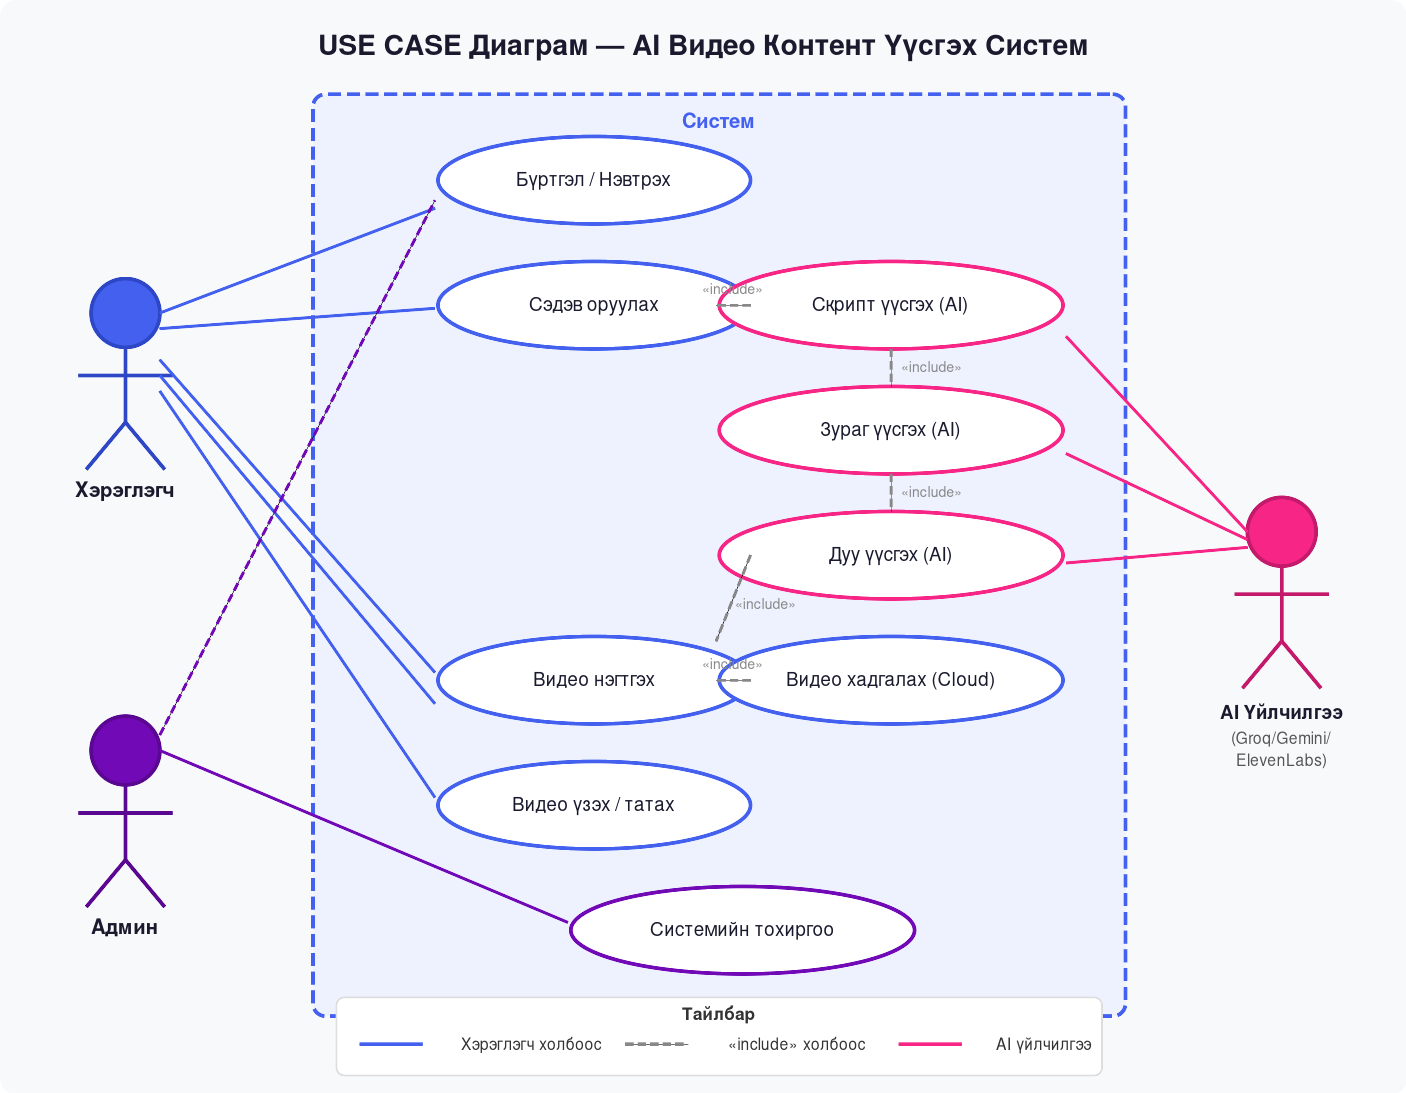 USE CASE Диаграм — AI Видео Контент Үүсгэх Систем
Систем
Бүртгэл / Нэвтрэх
Сэдэв оруулах
«include»
Скрипт үүсгэх (AI)
«include»
Зураг үүсгэх (AI)
«include»
Дуу үүсгэх (AI)
«include»
Видео нэгтгэх
«include»
Видео хадгалах (Cloud)
Видео үзэх / татах
Системийн тохиргоо
Хэрэглэгч
Админ
AI Үйлчилгээ
(Groq/Gemini/
ElevenLabs)
Тайлбар
Хэрэглэгч холбоос
«include» холбоос
AI үйлчилгээ